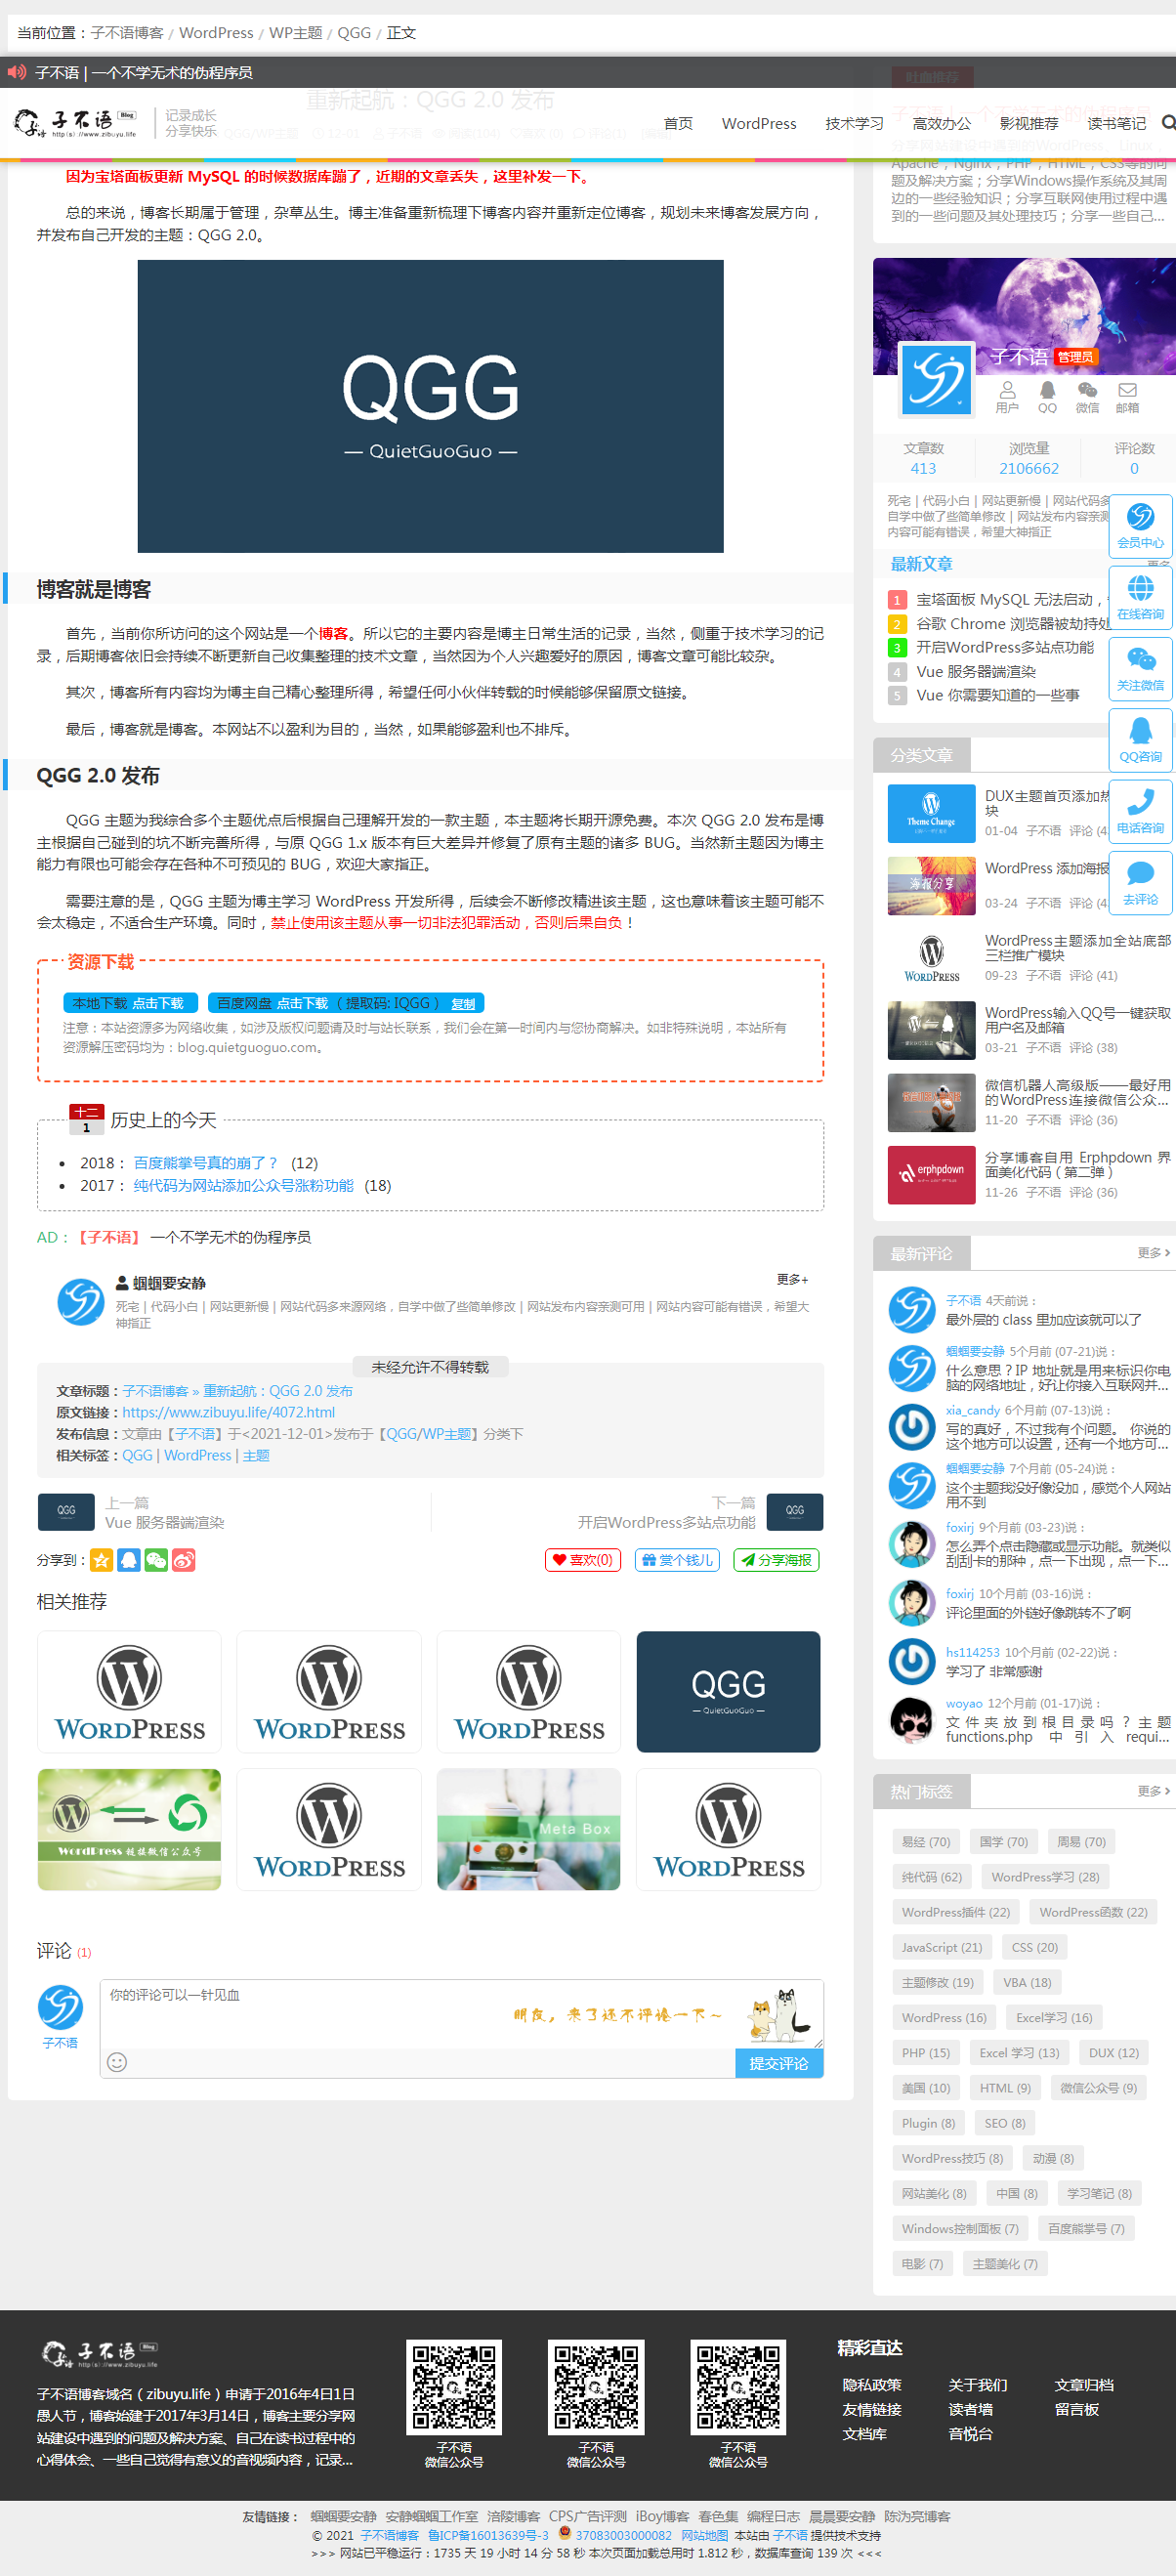 当前位置：子不语博客 / WordPress / WP主题 / QGG / 正文
子不语 | 一个不学无术的伪程序员
子不语 Blog
http(s)://www.zibuyu.life
记录成长
分享快乐
首页 WordPress 技术学习 高效办公 影视推荐 读书笔记
重新起航：QGG 2.0 发布
因为宝塔面板更新 MySQL 的时候数据库蹦了，近期的文章丢失，这里补发一下。
总的来说，博客长期属于管理，杂草丛生。博主准备重新梳理下博客内容并重新定位博客，规划未来博客发展方向，
并发布自己开发的主题：QGG 2.0。
QGG
— QuietGuoGuo —
博客就是博客
首先，当前你所访问的这个网站是一个博客。所以它的主要内容是博主日常生活的记录，当然，侧重于技术学习的记
录，后期博客依旧会持续不断更新自己收集整理的技术文章，当然因为个人兴趣爱好的原因，博客文章可能比较杂。
其次，博客所有内容均为博主自己精心整理所得，希望任何小伙伴转载的时候能够保留原文链接。
最后，博客就是博客。本网站不以盈利为目的，当然，如果能够盈利也不排斥。
QGG 2.0 发布
QGG 主题为我综合多个主题优点后根据自己理解开发的一款主题，本主题将长期开源免费。本次 QGG 2.0 发布是博
主根据自己碰到的坑不断完善所得，与原 QGG 1.x 版本有巨大差异并修复了原有主题的诸多 BUG。当然新主题因为博主
能力有限也可能会存在各种不可预见的 BUG，欢迎大家指正。
需要注意的是，QGG 主题为博主学习 WordPress 开发所得，后续会不断修改精进该主题，这也意味着该主题可能不
会太稳定，不适合生产环境。同时，禁止使用该主题从事一切非法犯罪活动，否则后果自负！
资源下载
本地下载 点击下载 百度网盘 点击下载 （提取码: IQGG ） 复制
注意：本站资源多为网络收集，如涉及版权问题请及时与站长联系，我们会在第一时间内与您协商解决。如非特殊说明，本站所有
资源解压密码均为：blog.quietguoguo.com。
十二
1
历史上的今天
2018： 百度熊掌号真的崩了？ (12)
2017： 纯代码为网站添加公众号涨粉功能 (18)
AD：【子不语】 一个不学无术的伪程序员
蝈蝈要安静 更多+
死宅 | 代码小白 | 网站更新慢 | 网站代码多来源网络，自学中做了些简单修改 | 网站发布内容亲测可用 | 网站内容可能有错误，希望大
神指正
未经允许不得转载
文章标题：子不语博客 » 重新起航：QGG 2.0 发布
原文链接：https://www.zibuyu.life/4072.html
发布信息：文章由【子不语】于<2021-12-01>发布于【QGG/WP主题】分类下
相关标签：QGG | WordPress | 主题
QGG
上一篇
Vue 服务器端渲染
下一篇
开启WordPress多站点功能
QGG
分享到：
喜欢(0) 赏个钱儿 分享海报
相关推荐
WORDPRESS WORDPRESS WORDPRESS QGG
— QuietGuoGuo —
WordPress 链接微信公众号 WORDPRESS Meta Box WORDPRESS
评论 (1)
子不语
你的评论可以一针见血
朋友，来了还不评论一下～
提交评论
吐血推荐
子不语 | 一个不学无术的伪程序员
分享网站建设中遇到的WordPress、Linux、
Apache，Nginx，PHP，HTML，CSS等的问
题及解决方案；分享Windows操作系统及其周
边的一些经验知识；分享互联网使用过程中遇
到的一些问题及其处理技巧；分享一些自己...
子不语 管理员
用户 QQ 微信 邮箱
文章数 浏览量 评论数
413 2106662 0
死宅 | 代码小白 | 网站更新慢 | 网站代码多
自学中做了些简单修改 | 网站发布内容亲测
内容可能有错误，希望大神指正
最新文章
1 宝塔面板 MySQL 无法启动，
2 谷歌 Chrome 浏览器被劫持处
3 开启WordPress多站点功能
4 Vue 服务器端渲染
5 Vue 你需要知道的一些事
会员中心
在线咨询
关注微信
QQ咨询
电话咨询
去评论
分类文章
Theme Change
DUX主题首页添加热
块
01-04 子不语 评论 (4
海报分享
WordPress 添加海报
03-24 子不语 评论 (4
WORDPRESS
WordPress主题添加全站底部
三栏推广模块
09-23 子不语 评论 (41)
WordPress输入QQ号一键获取
用户名及邮箱
03-21 子不语 评论 (38)
微信机器人高级版——最好用
的WordPress连接微信公众...
11-20 子不语 评论 (36)
erphpdown
分享博客自用 Erphpdown 界
面美化代码（第二弹）
11-26 子不语 评论 (36)
最新评论 更多
子不语 4天前说：
最外层的 class 里加应该就可以了
蝈蝈要安静 5个月前 (07-21)说：
什么意思？IP 地址就是用来标识你电
脑的网络地址，好让你接入互联网并...
xia_candy 6个月前 (07-13)说：
写的真好，不过我有个问题。 你说的
这个地方可以设置，还有一个地方可...
蝈蝈要安静 7个月前 (05-24)说：
这个主题我没好像没加，感觉个人网站
用不到
foxirj 9个月前 (03-23)说：
怎么弄个点击隐藏或显示功能。就类似
刮刮卡的那种，点一下出现，点一下...
foxirj 10个月前 (03-16)说：
评论里面的外链好像跳转不了啊
hs114253 10个月前 (02-22)说：
学习了 非常感谢
woyao 12个月前 (01-17)说：
文件夹放到根目录吗？主题
functions.php 中引入 requi...
热门标签 更多
易经 (70) 国学 (70) 周易 (70)
纯代码 (62) WordPress学习 (28)
WordPress插件 (22) WordPress函数 (22)
JavaScript (21) CSS (20)
主题修改 (19) VBA (18)
WordPress (16) Excel学习 (16)
PHP (15) Excel 学习 (13) DUX (12)
美国 (10) HTML (9) 微信公众号 (9)
Plugin (8) SEO (8)
WordPress技巧 (8) 动漫 (8)
网站美化 (8) 中国 (8) 学习笔记 (8)
Windows控制面板 (7) 百度熊掌号 (7)
电影 (7) 主题美化 (7)
子不语 Blog
http(s)://www.zibuyu.life
子不语博客域名（zibuyu.life）申请于2016年4月1日
愚人节，博客始建于2017年3月14日，博客主要分享网
站建设中遇到的问题及解决方案、自己在读书过程中的
心得体会、一些自己觉得有意义的音视频内容，记录...
子不语 子不语 子不语
微信公众号 微信公众号 微信公众号
精彩直达
隐私政策 关于我们 文章归档
友情链接 读者墙 留言板
文档库 音悦台
友情链接： 蝈蝈要安静 安静蝈蝈工作室 涪陵博客 CPS广告评测 iBoy博客 春色集 编程日志 晨晨要安静 陈沩亮博客
© 2021 子不语博客 鲁ICP备16013639号-3 37083003000082 网站地图 本站由 子不语 提供技术支持
>>> 网站已平稳运行：1735 天 19 小时 14 分 58 秒 本次页面加载总用时 1.812 秒，数据库查询 139 次 <<<